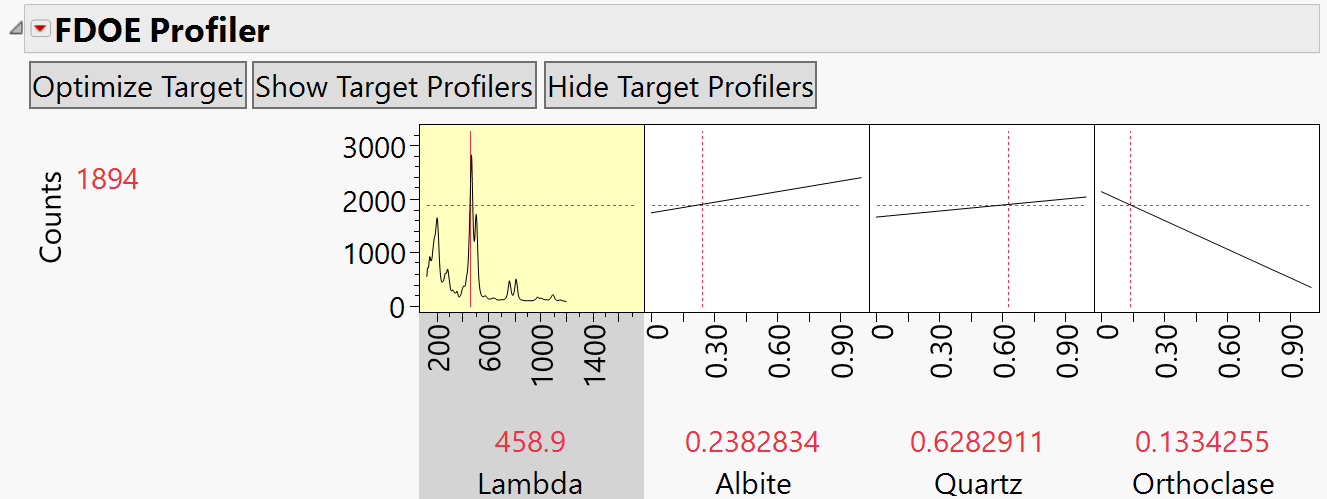 FDOE Profiler
Optimize Target Show Target Profilers Hide Target Profilers
Counts
1894
3000
2000
1000
0
200 600 1000 1400
0 0.30 0.60 0.90
0 0.30 0.60 0.90
0 0.30 0.60 0.90
458.9 0.2382834 0.6282911 0.1334255
Lambda Albite Quartz Orthoclase